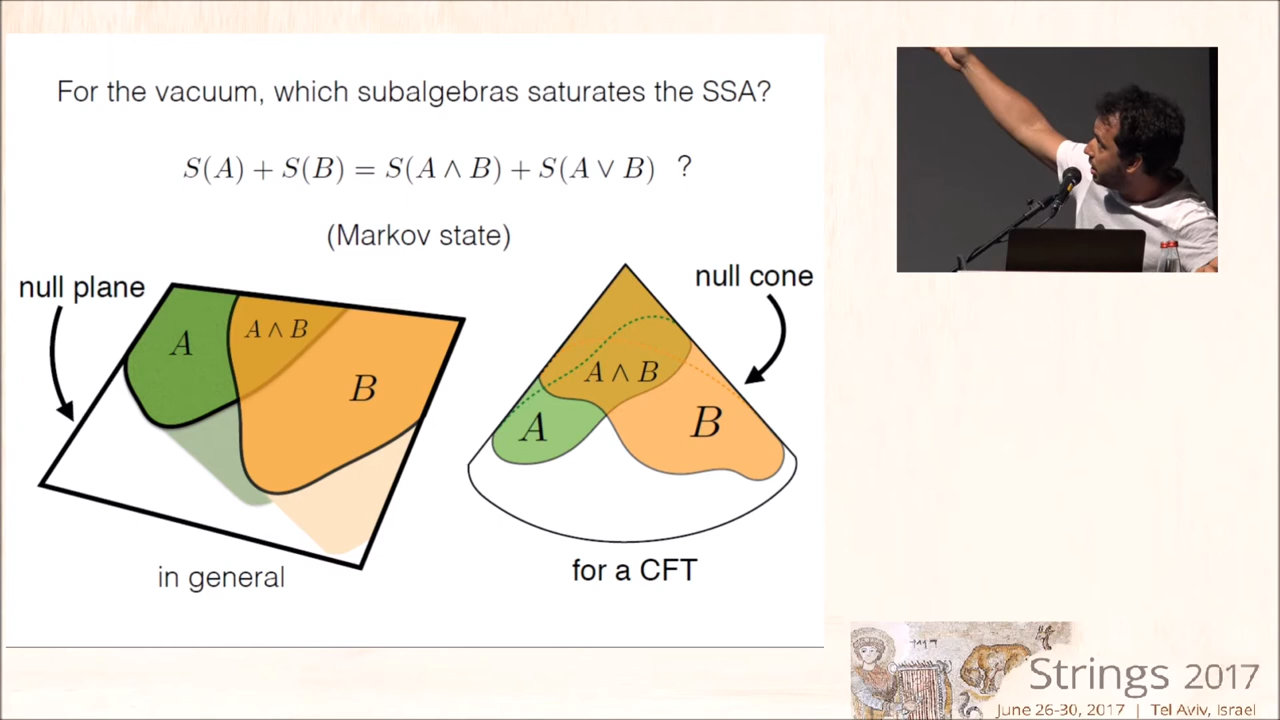 For the vacuum, which subalgebras saturates the SSA?
S(A) + S(B) = S(A ∧ B) + S(A ∨ B) ?
(Markov state)
null plane
null cone
A
A ∧ B
B
A ∧ B
A
B
in general
for a CFT
Strings 2017
June 26-30, 2017 | Tel Aviv, Israel